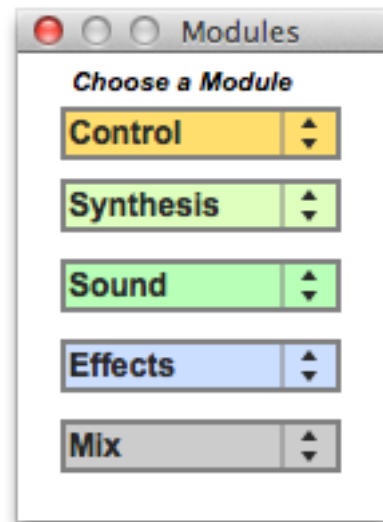 Modules
Choose a Module
Control
Synthesis
Sound
Effects
Mix